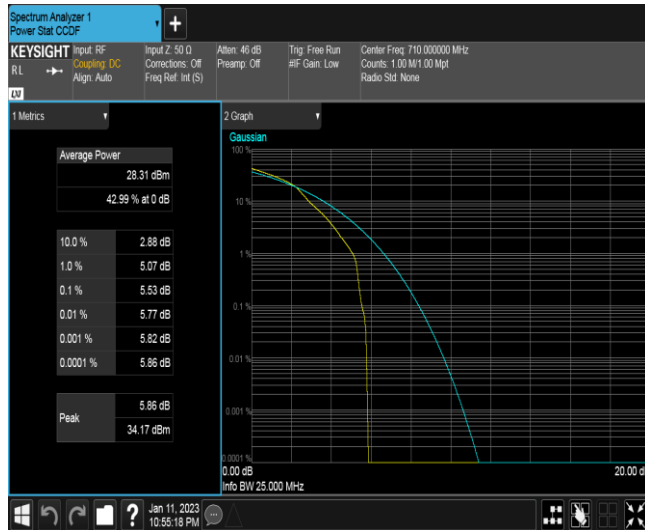 Spectrum Analyzer 1
Power Stat CCDF
+
KEYSIGHT
RL
LXI
Input: RF
Coupling: DC
Align: Auto
Input Z: 50 Ω
Corrections: Off
Freq Ref: Int (S)
Atten: 46 dB
Preamp: Off
Trig: Free Run
#IF Gain: Low
Center Freq: 710.000000 MHz
Counts: 1.00 M/1.00 Mpt
Radio Std: None
1 Metrics
Average Power
28.31 dBm
42.99 % at 0 dB
10.0 % 2.88 dB
1.0 % 5.07 dB
0.1 % 5.53 dB
0.01 % 5.77 dB
0.001 % 5.82 dB
0.0001 % 5.86 dB
Peak
5.86 dB
34.17 dBm
2 Graph
Gaussian
100 %
10 %
1 %
0.1 %
0.01 %
0.001 %
0.0001 %
0.00 dB 20.00 d
Info BW 25.000 MHz
?
Jan 11, 2023
10:55:18 PM